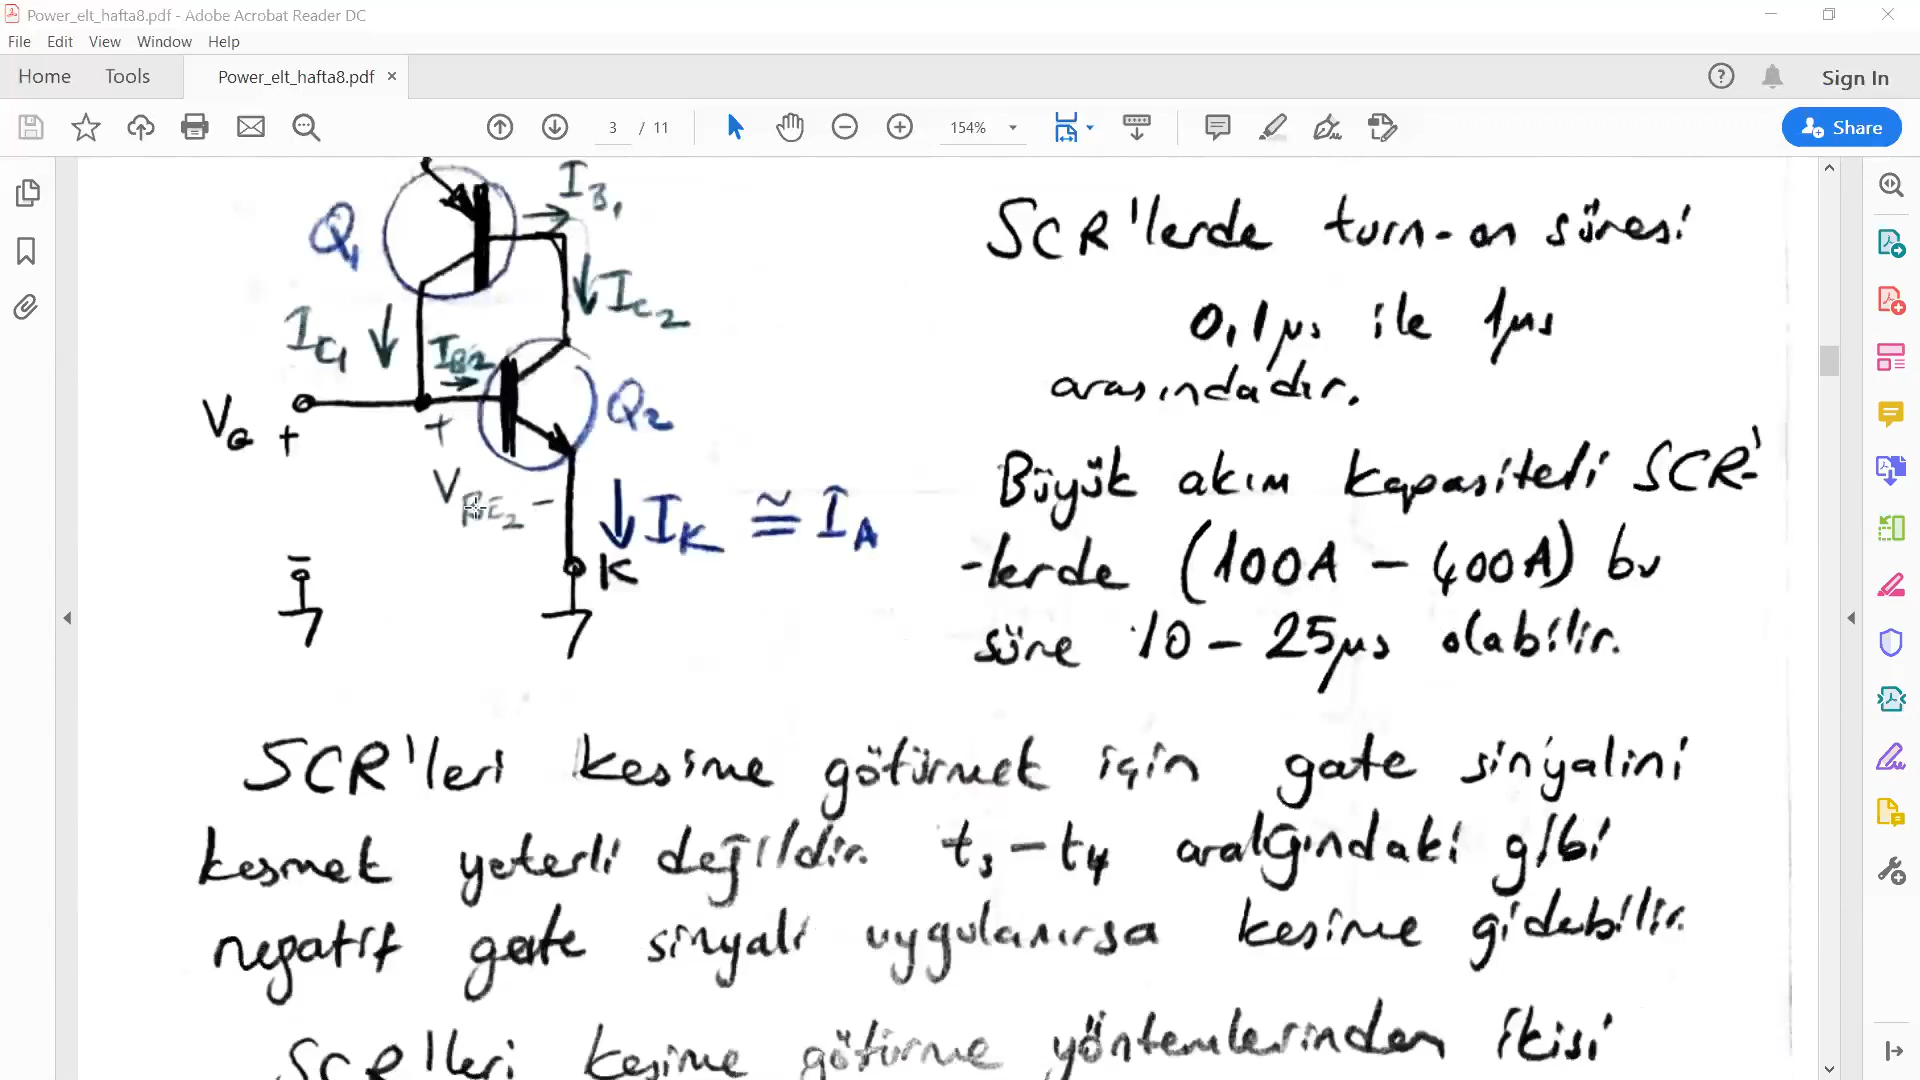 Power_elt_hafta8.pdf - Adobe Acrobat Reader DC
File Edit View Window Help
Home Tools Power_elt_hafta8.pdf × Sign In
3 / 11 154% Share
Q1
IB1
IC1
IC2
IB2
Q2
VG +
+
VBE2 -
IK ≅ IA
K
-
SCR'lerde turn-on süresi
0,1μs ile 1μs
arasındadır.
Büyük akım kapasiteli SCR'-
-lerde (100A – 400A) bu
süre 10 – 25μs olabilir.
SCR'leri kesime götürmek için gate sinyalini
kesmek yeterli değildir. t3 – t4 aralğındaki gibi
negatif gate sinyali uygulanırsa kesime gidebilir.
SCR'leri kesime götürme yöntemlerinden ikisi